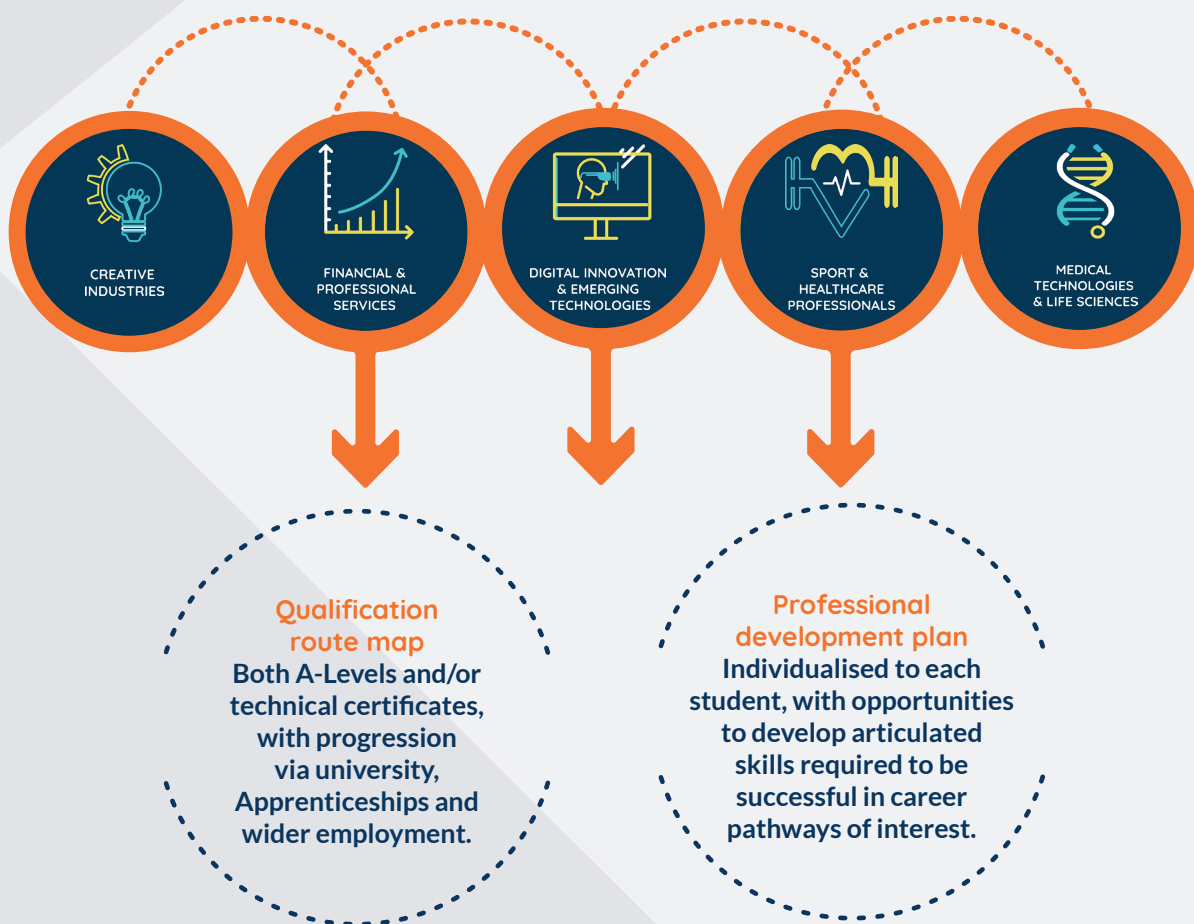 CREATIVE
INDUSTRIES
FINANCIAL &
PROFESSIONAL
SERVICES
DIGITAL INNOVATION
& EMERGING
TECHNOLOGIES
SPORT &
HEALTHCARE
PROFESSIONALS
MEDICAL
TECHNOLOGIES
& LIFE SCIENCES
Qualification
route map
Both A-Levels and/or
technical certificates,
with progression
via university,
Apprenticeships and
wider employment.
Professional
development plan
Individualised to each
student, with opportunities
to develop articulated
skills required to be
successful in career
pathways of interest.